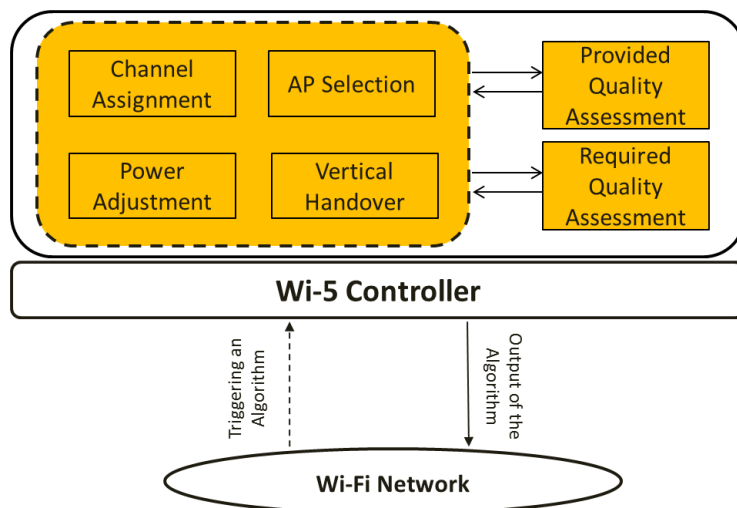 Channel
Assignment
AP Selection
Provided
Quality
Assessment
Power
Adjustment
Vertical
Handover
Required
Quality
Assessment
Wi-5 Controller
Triggering an
Algorithm
Output of the
Algorithm
Wi-Fi Network